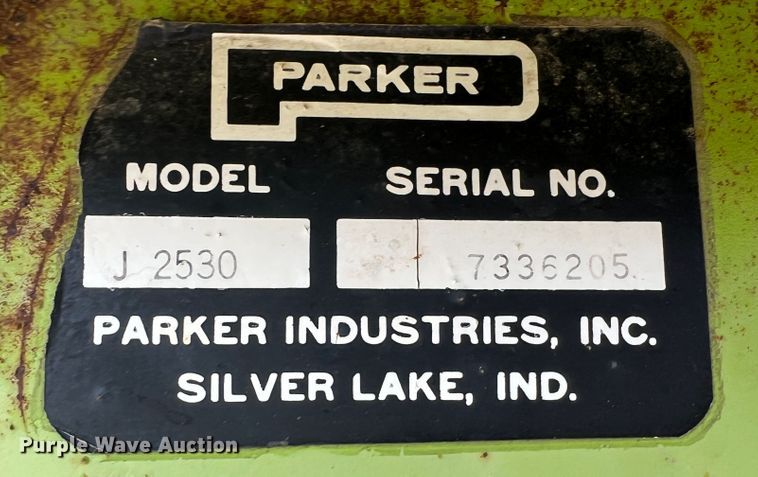 PARKER
MODEL SERIAL NO.
J 2530 7336205
PARKER INDUSTRIES, INC.
SILVER LAKE, IND.
Purple Wave Auction